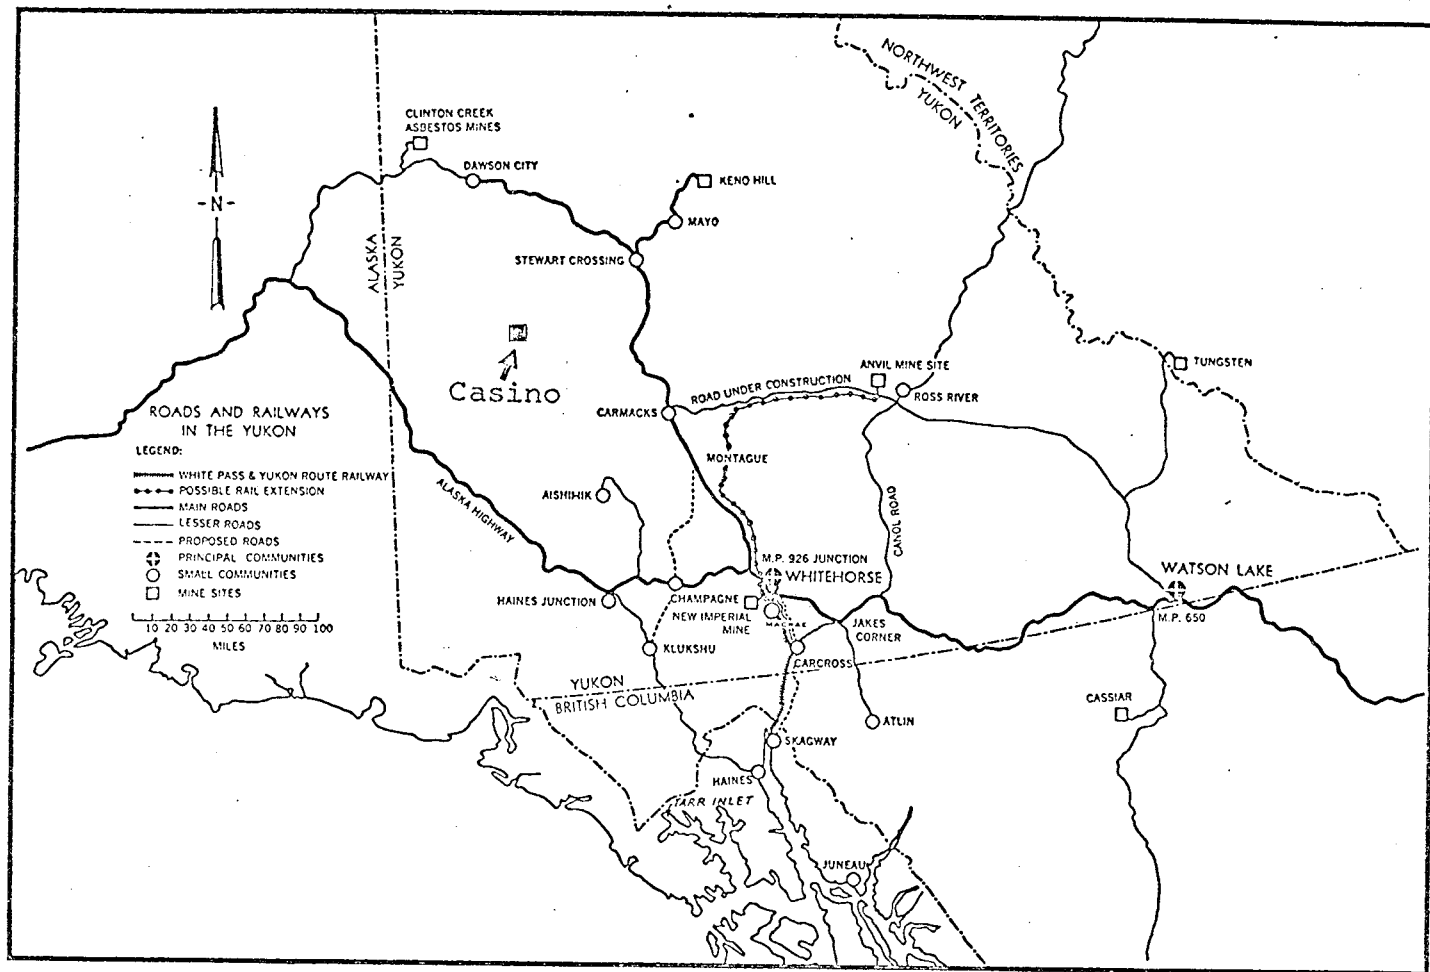 NORTHWEST TERRITORIES
YUKON
CLINTON CREEK
ASBESTOS MINES
DAWSON CITY
KENO HILL
MAYO
N
ALASKA
YUKON
STEWART CROSSING
Casino
ANVIL MINE SITE
TUNGSTEN
ROAD UNDER CONSTRUCTION
ROSS RIVER
CARMACKS
ROADS AND RAILWAYS
IN THE YUKON
LEGEND:
WHITE PASS & YUKON ROUTE RAILWAY
POSSIBLE RAIL EXTENSION
MAIN ROADS
LESSER ROADS
PROPOSED ROADS
PRINCIPAL COMMUNITIES
SMALL COMMUNITIES
MINE SITES
10 20 30 40 50 60 70 80 90 100
MILES
MONTAGUE
AISHIHIK
ALASKA HIGHWAY
CANOL ROAD
M.P. 926 JUNCTION
WHITEHORSE
WATSON LAKE
M.P. 650
HAINES JUNCTION
CHAMPAGNE
NEW IMPERIAL
MINE
MACRAE
JAKES
CORNER
KLUKSHU
CARCROSS
YUKON
BRITISH COLUMBIA
CASSIAR
ATLIN
SKAGWAY
HAINES
TARR INLET
JUNEAU